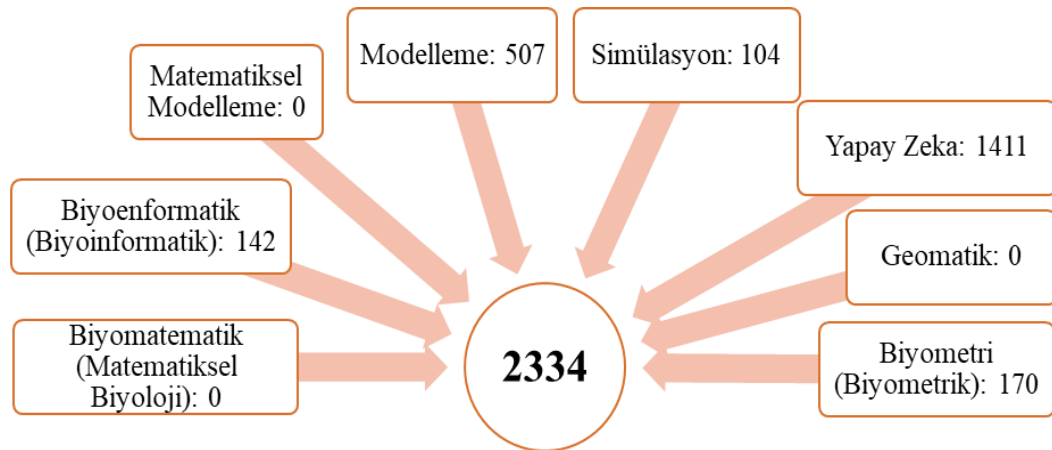 Modelleme: 507
Simülasyon: 104
Matematiksel
Modelleme: 0
Yapay Zeka: 1411
Biyoenformatik
(Biyoinformatik): 142
Geomatik: 0
Biyomatematik
(Matematiksel
Biyoloji): 0
2334
Biyometri
(Biyometrik): 170